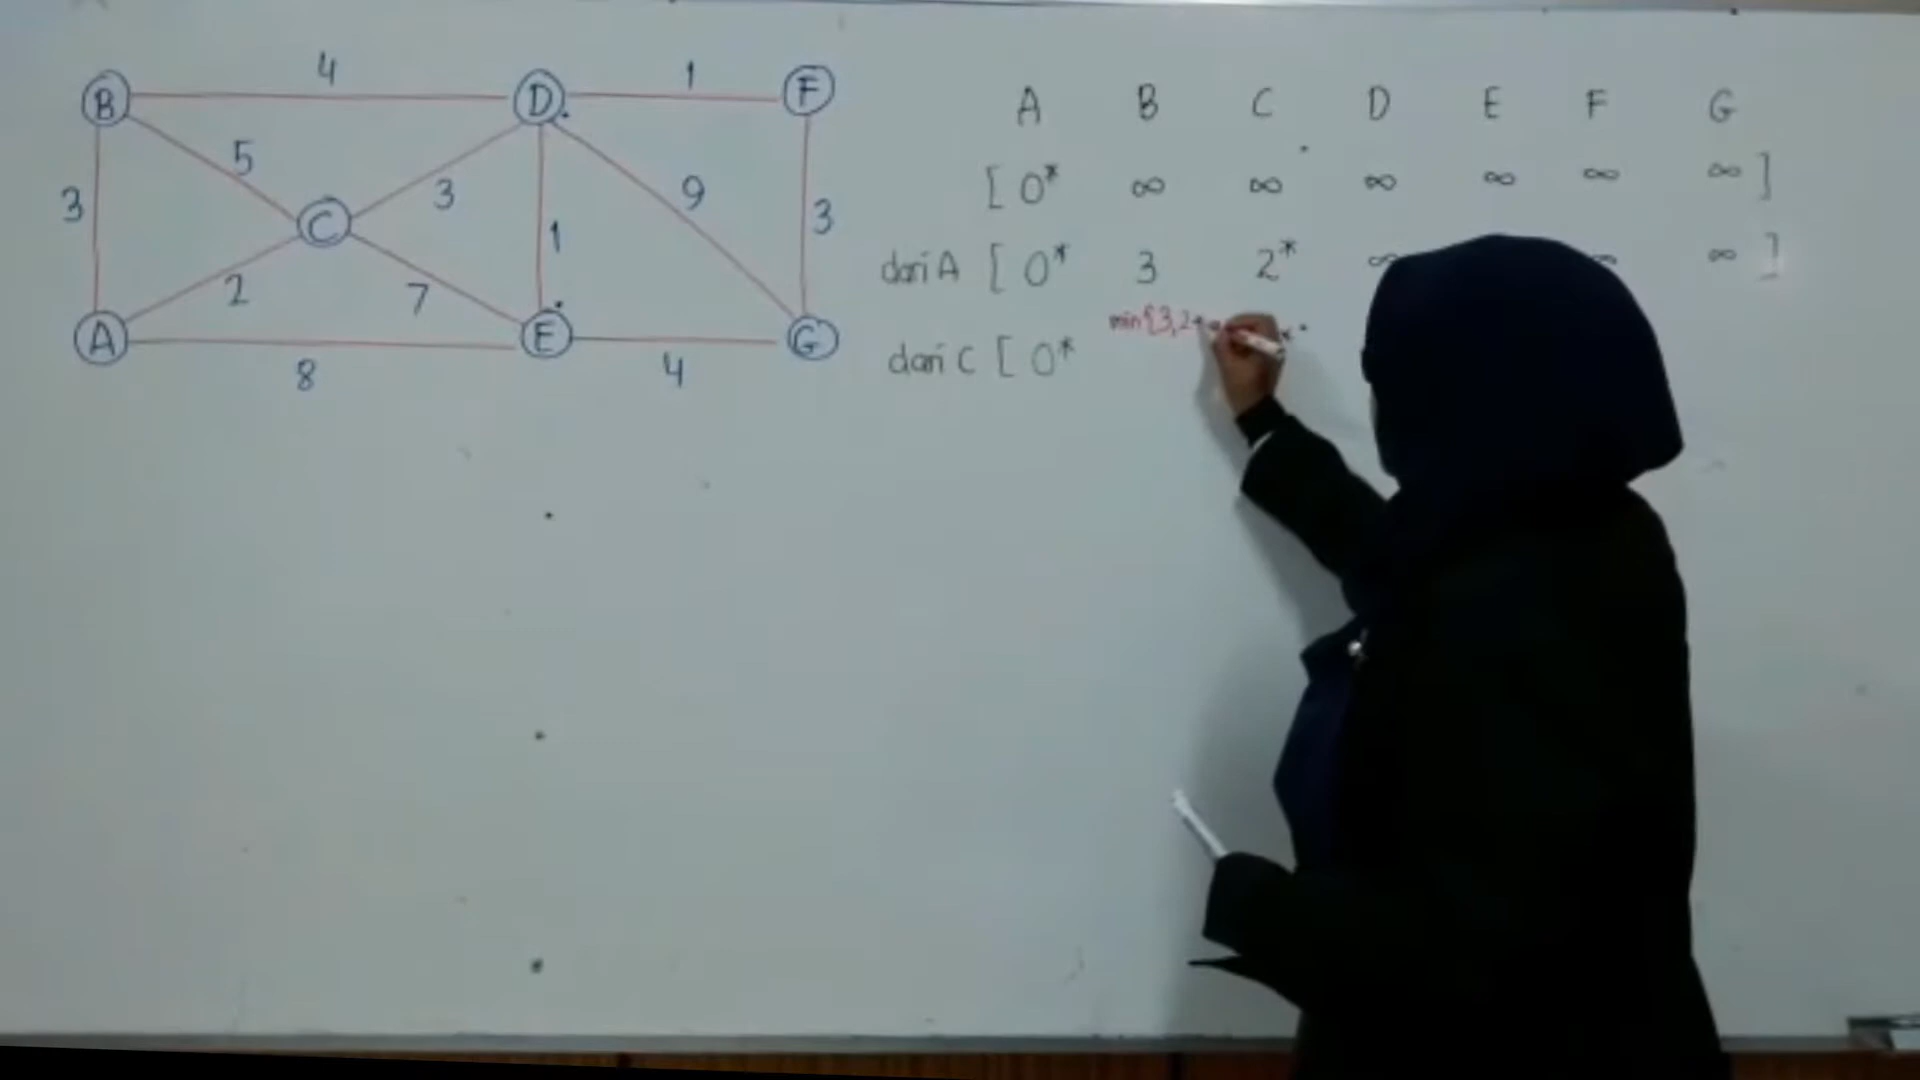 B 4 D 1 F
5
3 3 9 3
C 1
2 7
A E G
8 4
A B C D E F G
[ 0* ∞ ∞ ∞ ∞ ∞ ∞ ]
dari A [ 0* 3 2* ∞ ∞ ]
min{3,2+
dari C [ 0*